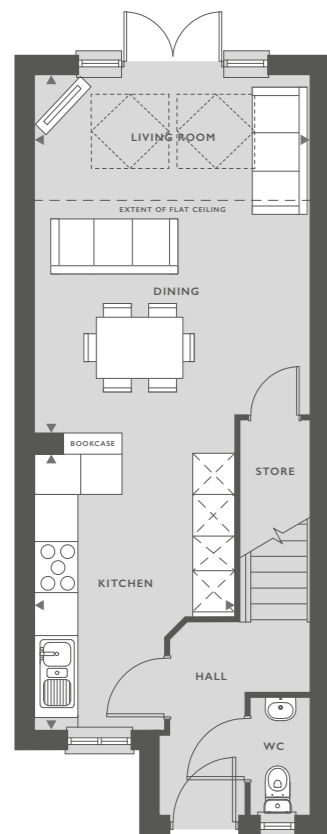 LIVING ROOM
EXTENT OF FLAT CEILING
DINING
BOOKCASE
STORE
KITCHEN
HALL
WC